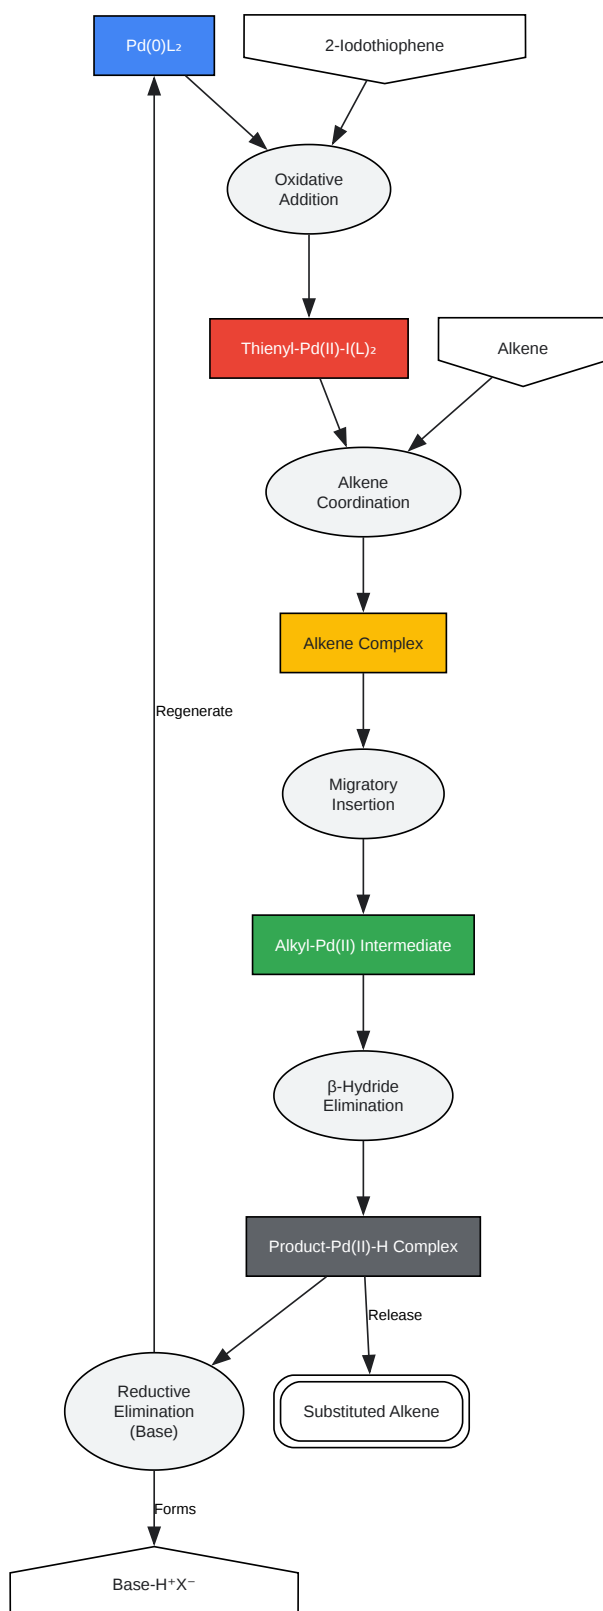 Pd(0)L₂
2-Iodothiophene
Oxidative
Addition
Thienyl-Pd(II)-I(L)₂
Alkene
Alkene
Coordination
Alkene Complex
Migratory
Insertion
Regenerate
Alkyl-Pd(II) Intermediate
β-Hydride
Elimination
Product-Pd(II)-H Complex
Release
Reductive
Elimination
(Base)
Substituted Alkene
Forms
Base-H⁺X⁻